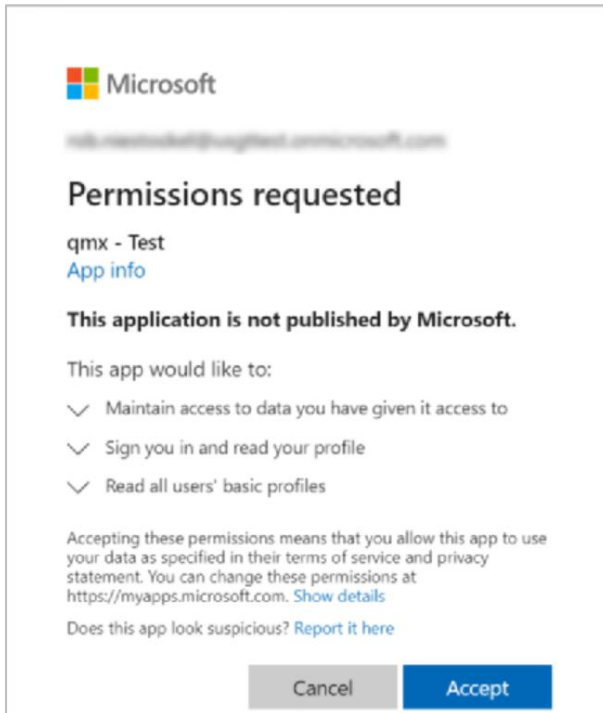 Microsoft
Permissions requested
qmx - Test
App info
This application is not published by Microsoft.
This app would like to:
Maintain access to data you have given it access to
Sign you in and read your profile
Read all users' basic profiles
Accepting these permissions means that you allow this app to use
your data as specified in their terms of service and privacy
statement. You can change these permissions at
https://myapps.microsoft.com. Show details
Does this app look suspicious? Report it here
Cancel Accept